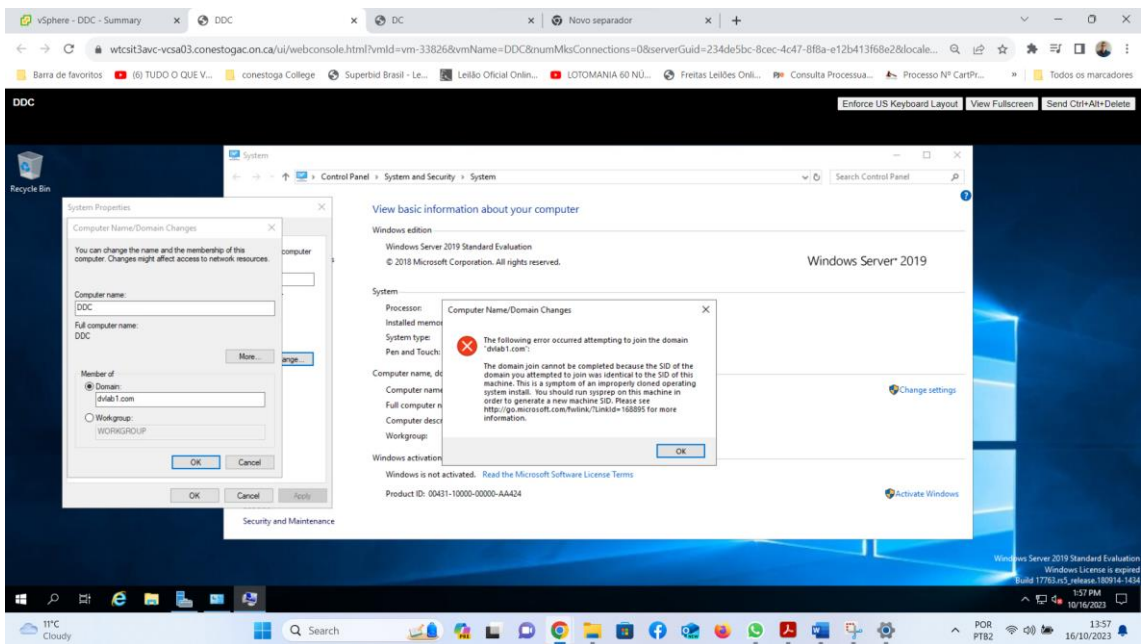 vSphere - DDC - Summary
DDC
DC
Novo separador
wtcsit3avc-vcsa03.conestogac.on.ca/ui/webconsole.html?vmId=vm-33826&vmName=DDC&numMksConnections=0&serverGuid=234de5bc-8cec-4c47-8f8a-e12b413f68e2&locale...
Barra de favoritos
(6) TUDO O QUE V...
conestoga College
Superbid Brasil - Le...
Leilão Oficial Onlin...
LOTOMANIA 60 NÚ...
Freitas Leilões Onli...
Consulta Processua...
Processo Nº CartPr...
»
Todos os marcadores
DDC
Enforce US Keyboard Layout
View Fullscreen
Send Ctrl+Alt+Delete
Recycle Bin
System
Control Panel > System and Security > System
Search Control Panel
View basic information about your computer
Windows edition
Windows Server 2019 Standard Evaluation
© 2018 Microsoft Corporation. All rights reserved.
Windows Server 2019
System
Processor:
Installed memor
System type:
Pen and Touch:
Computer name, do
Computer name
Full computer n
Computer descr
Workgroup:
Change settings
Windows activation
Windows is not activated. Read the Microsoft Software License Terms
Product ID: 00431-10000-00000-AA424
Activate Windows
Security and Maintenance
System Properties
computer
ange...
OK
Cancel
Apply
Computer Name/Domain Changes
You can change the name and the membership of this
computer. Changes might affect access to network resources.
Computer name:
DDC
Full computer name:
DDC
More...
Member of
Domain:
dvlab1.com
Workgroup:
WORKGROUP
OK
Cancel
Computer Name/Domain Changes
The following error occurred attempting to join the domain
"dvlab1.com":
The domain join cannot be completed because the SID of the
domain you attempted to join was identical to the SID of this
machine. This is a symptom of an improperly cloned operating
system install. You should run sysprep on this machine in
order to generate a new machine SID. Please see
http://go.microsoft.com/fwlink/?LinkId=168895 for more
information.
OK
Windows Server 2019 Standard Evaluation
Windows License is expired
Build 17763.rs5_release.180914-1434
1:57 PM
10/16/2023
11°C
Cloudy
Search
POR
PTB2
13:57
16/10/2023